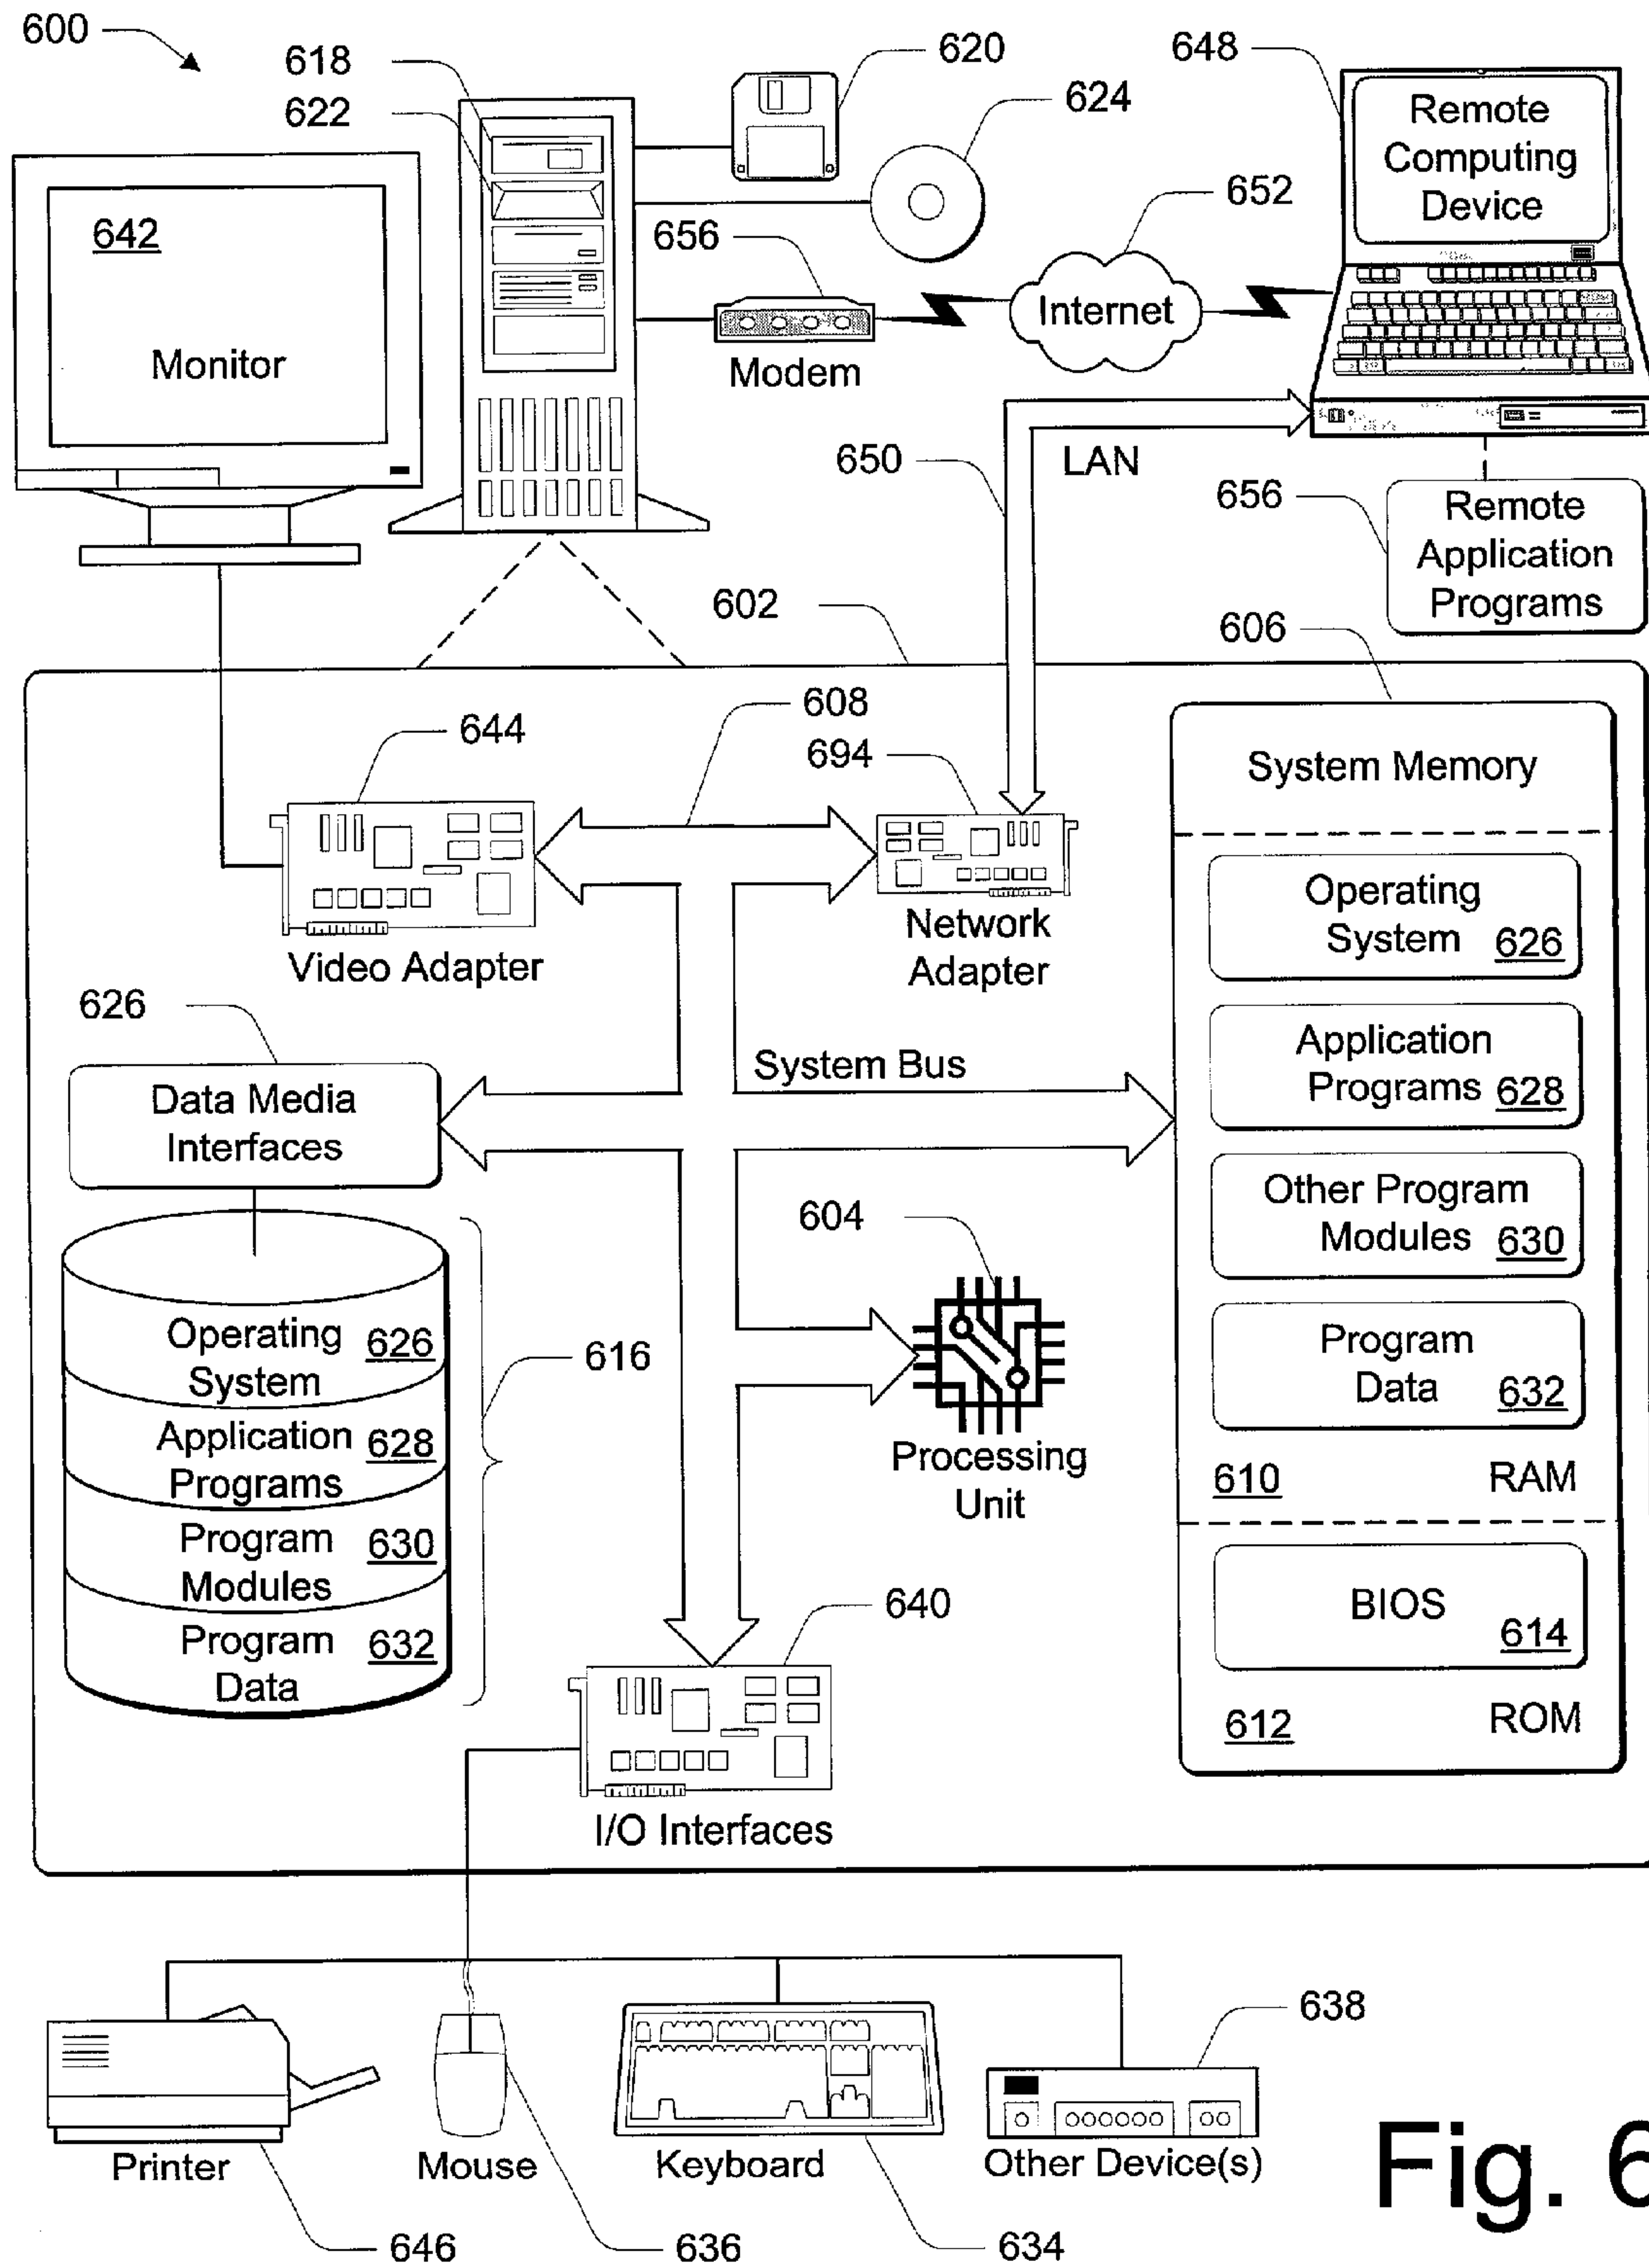 600
618
622
620
624
648
Remote
Computing
Device
642
Monitor
656
Modem
652
Internet
650
LAN
656
Remote
Application
Programs
602
606
644
608
694
Video Adapter
Network
Adapter
System Memory
Operating
System 626
Application
Programs 628
Other Program
Modules 630
Program
Data 632
610 RAM
BIOS
614
612 ROM
626
Data Media
Interfaces
System Bus
604
Processing
Unit
Operating
System 626
Application
Programs 628
Program
Modules 630
Program
Data 632
616
640
I/O Interfaces
638
Printer
Mouse
Keyboard
Other Device(s)
646
636
634
Fig. 6